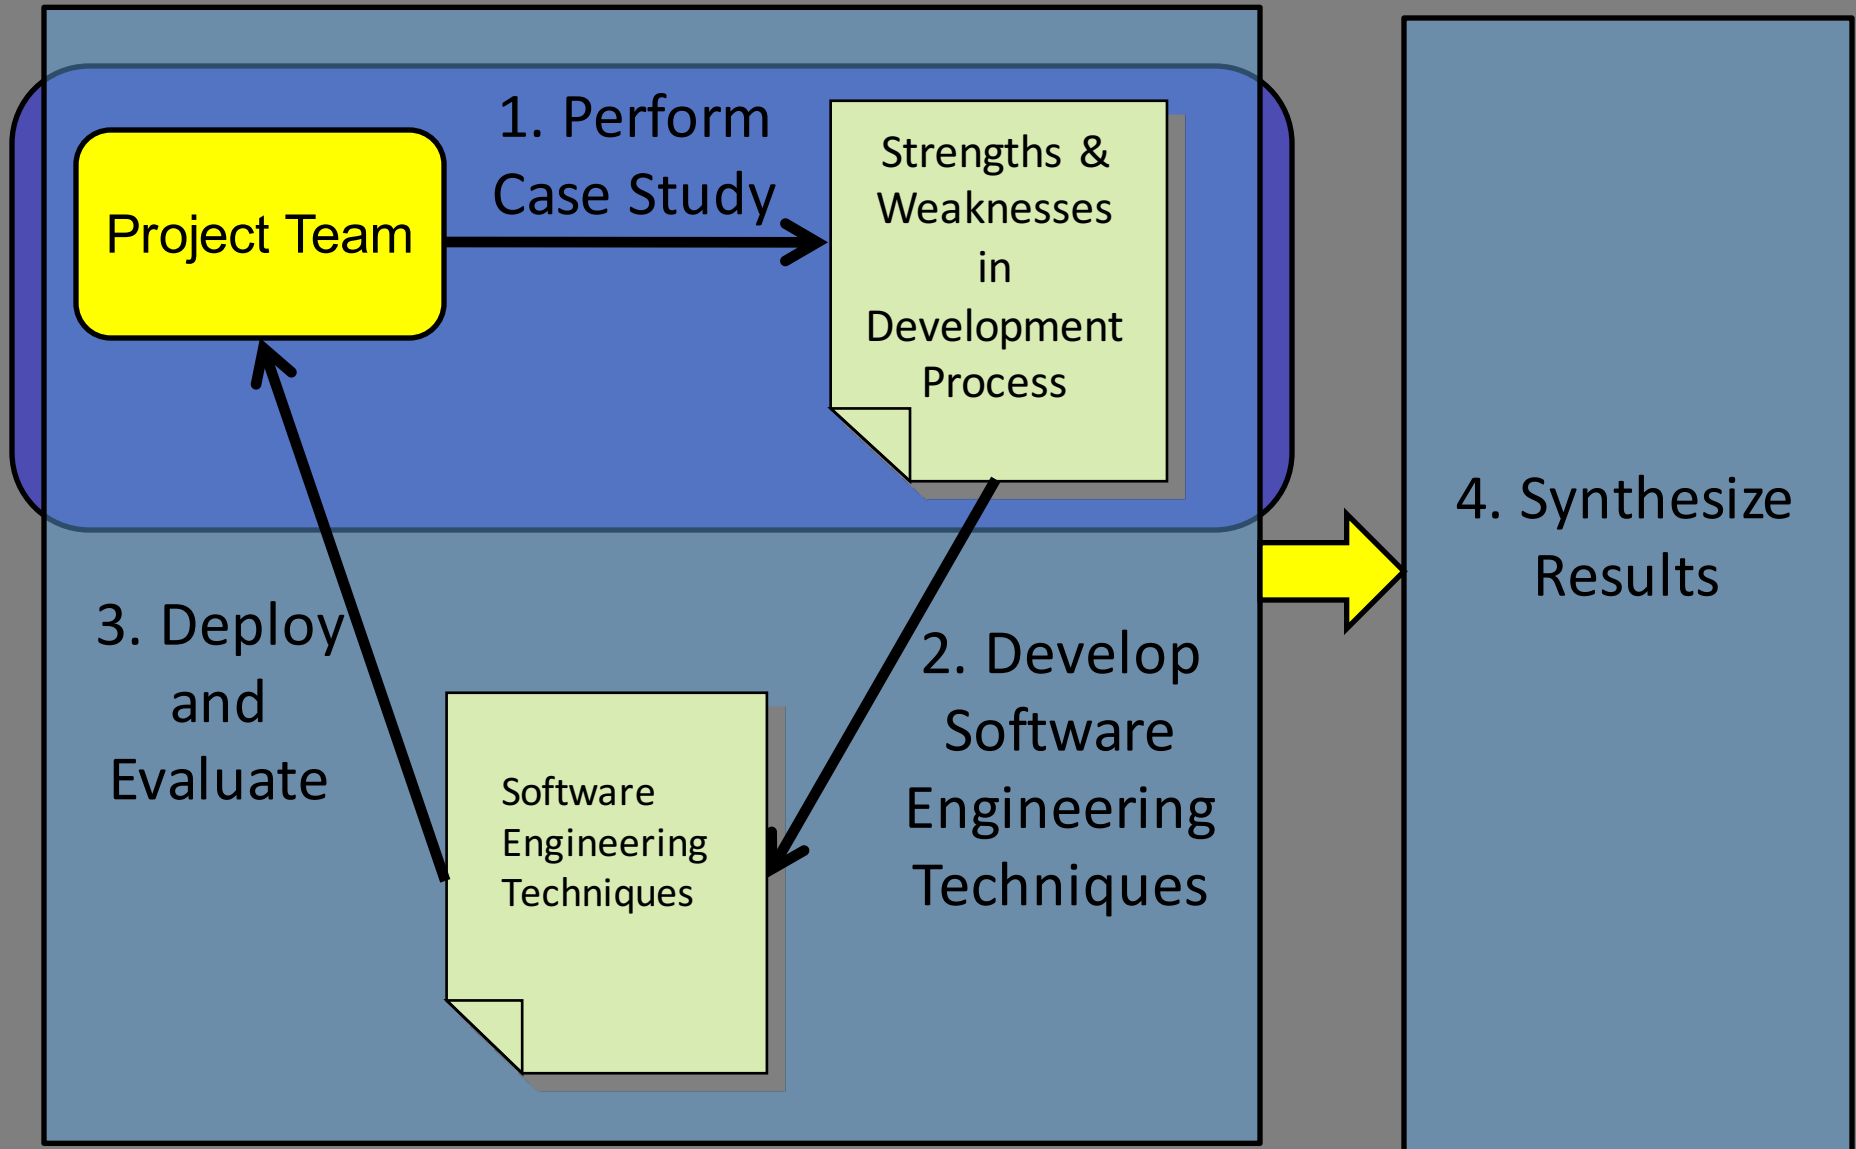 1. Perform
Case Study
Project Team
Strengths &
Weaknesses
in
Development
Process
4. Synthesize
Results
3. Deploy
and
Evaluate
2. Develop
Software
Engineering
Techniques
Software
Engineering
Techniques